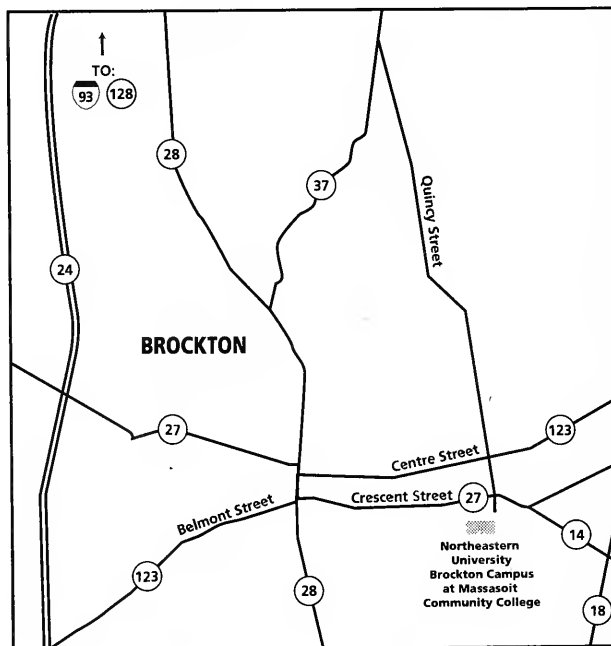 TO:
93 128
28
37
Quincy Street
24
BROCKTON
27
123
Centre Street
Crescent Street
27
Belmont Street
14
Northeastern
University
Brockton Campus
at Massasoit
Community College
123
28
18